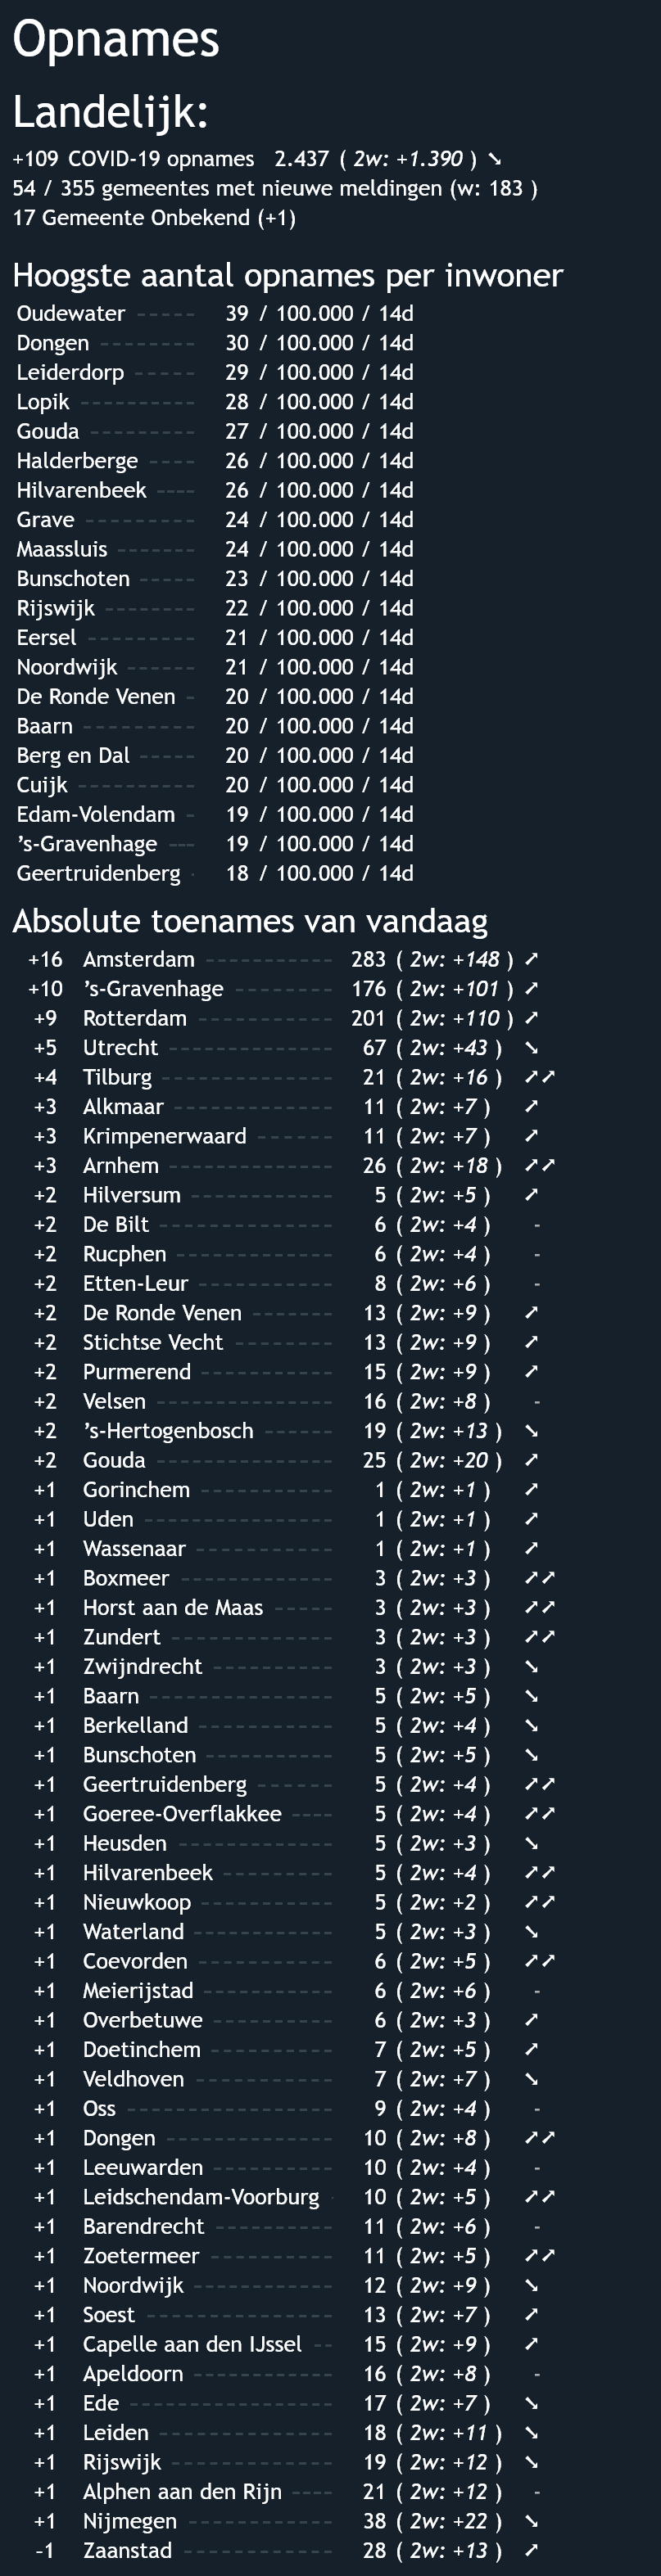 Opnames
Landelijk:
+109 COVID-19 opnames 2.437 ( 2w: +1.390 ) ➘
54 / 355 gemeentes met nieuwe meldingen (w: 183 )
17 Gemeente Onbekend (+1)
Hoogste aantal opnames per inwoner
Oudewater ----- 39 / 100.000 / 14d
Dongen -------- 30 / 100.000 / 14d
Leiderdorp ----- 29 / 100.000 / 14d
Lopik ---------- 28 / 100.000 / 14d
Gouda --------- 27 / 100.000 / 14d
Halderberge ---- 26 / 100.000 / 14d
Hilvarenbeek ---- 26 / 100.000 / 14d
Grave --------- 24 / 100.000 / 14d
Maassluis ------- 24 / 100.000 / 14d
Bunschoten ----- 23 / 100.000 / 14d
Rijswijk -------- 22 / 100.000 / 14d
Eersel --------- 21 / 100.000 / 14d
Noordwijk ------ 21 / 100.000 / 14d
De Ronde Venen - 20 / 100.000 / 14d
Baarn --------- 20 / 100.000 / 14d
Berg en Dal ----- 20 / 100.000 / 14d
Cuijk ---------- 20 / 100.000 / 14d
Edam-Volendam - 19 / 100.000 / 14d
’s-Gravenhage --- 19 / 100.000 / 14d
Geertruidenberg - 18 / 100.000 / 14d
Absolute toenames van vandaag
+16 Amsterdam ----------- 283 ( 2w: +148 ) ➚
+10 ’s-Gravenhage --------- 176 ( 2w: +101 ) ➚
+9 Rotterdam ----------- 201 ( 2w: +110 ) ➚
+5 Utrecht ------------- 67 ( 2w: +43 ) ➘
+4 Tilburg -------------- 21 ( 2w: +16 ) ➚➚
+3 Alkmaar ------------- 11 ( 2w: +7 ) ➚
+3 Krimpenerwaard ------ 11 ( 2w: +7 ) ➚
+3 Arnhem ------------- 26 ( 2w: +18 ) ➚➚
+2 Hilversum ------------ 5 ( 2w: +5 ) ➚
+2 De Bilt -------------- 6 ( 2w: +4 ) -
+2 Rucphen ------------- 6 ( 2w: +4 ) -
+2 Etten-Leur ----------- 8 ( 2w: +6 ) -
+2 De Ronde Venen ------- 13 ( 2w: +9 ) ➚
+2 Stichtse Vecht -------- 13 ( 2w: +9 ) ➚
+2 Purmerend ----------- 15 ( 2w: +9 ) ➚
+2 Velsen -------------- 16 ( 2w: +8 ) -
+2 ’s-Hertogenbosch ------ 19 ( 2w: +13 ) ➘
+2 Gouda -------------- 25 ( 2w: +20 ) ➚
+1 Gorinchem ----------- 1 ( 2w: +1 ) ➚
+1 Uden --------------- 1 ( 2w: +1 ) ➚
+1 Wassenaar ----------- 1 ( 2w: +1 ) ➚
+1 Boxmeer ------------- 3 ( 2w: +3 ) ➚➚
+1 Horst aan de Maas ----- 3 ( 2w: +3 ) ➚➚
+1 Zundert ------------- 3 ( 2w: +3 ) ➚➚
+1 Zwijndrecht ---------- 3 ( 2w: +3 ) ➘
+1 Baarn --------------- 5 ( 2w: +5 ) ➘
+1 Berkelland ----------- 5 ( 2w: +4 ) ➘
+1 Bunschoten ---------- 5 ( 2w: +5 ) ➘
+1 Geertruidenberg ------ 5 ( 2w: +4 ) ➚➚
+1 Goeree-Overflakkee ---- 5 ( 2w: +4 ) ➚➚
+1 Heusden ------------ 5 ( 2w: +3 ) ➘
+1 Hilvarenbeek --------- 5 ( 2w: +4 ) ➚➚
+1 Nieuwkoop ----------- 5 ( 2w: +2 ) ➚➚
+1 Waterland ----------- 5 ( 2w: +3 ) ➘
+1 Coevorden ----------- 6 ( 2w: +5 ) ➚➚
+1 Meierijstad ----------- 6 ( 2w: +6 ) -
+1 Overbetuwe ---------- 6 ( 2w: +3 ) ➚
+1 Doetinchem ---------- 7 ( 2w: +5 ) ➚
+1 Veldhoven ----------- 7 ( 2w: +7 ) ➘
+1 Oss ---------------- 9 ( 2w: +4 ) -
+1 Dongen ------------- 10 ( 2w: +8 ) ➚➚
+1 Leeuwarden ---------- 10 ( 2w: +4 ) -
+1 Leidschendam-Voorburg - 10 ( 2w: +5 ) ➚➚
+1 Barendrecht ---------- 11 ( 2w: +6 ) -
+1 Zoetermeer ---------- 11 ( 2w: +5 ) ➚➚
+1 Noordwijk ------------ 12 ( 2w: +9 ) ➘
+1 Soest --------------- 13 ( 2w: +7 ) ➚
+1 Capelle aan den IJssel -- 15 ( 2w: +9 ) ➚
+1 Apeldoorn ----------- 16 ( 2w: +8 ) -
+1 Ede ---------------- 17 ( 2w: +7 ) ➘
+1 Leiden -------------- 18 ( 2w: +11 ) ➘
+1 Rijswijk ------------- 19 ( 2w: +12 ) ➘
+1 Alphen aan den Rijn ---- 21 ( 2w: +12 ) -
+1 Nijmegen ------------ 38 ( 2w: +22 ) ➘
-1 Zaanstad ------------ 28 ( 2w: +13 ) ➚